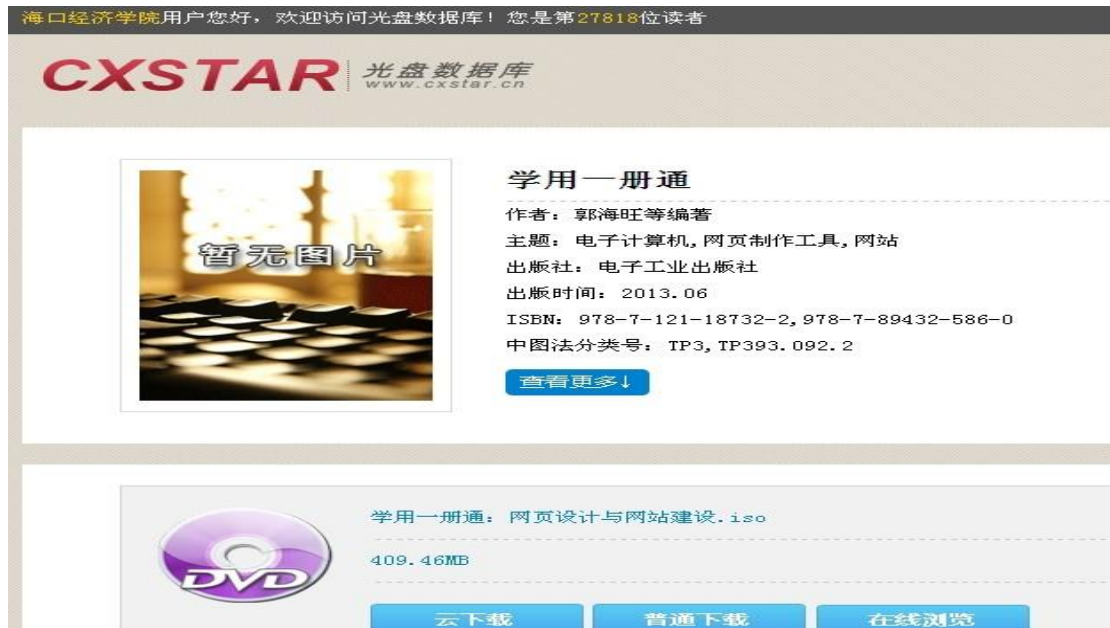 海口经济学院用户您好，欢迎访问光盘数据库！您是第27818位读者
CXSTAR 光盘数据库
www.cxstar.cn
学用一册通
暂无图片
作者：郭海旺等编著
主题：电子计算机,网页制作工具,网站
出版社：电子工业出版社
出版时间：2013.06
ISBN：978-7-121-18732-2,978-7-89432-586-0
中图法分类号：TP3,TP393.092.2
查看更多↓
学用一册通：网页设计与网站建设.iso
409.46MB
DVD
云下载 普通下载 在线浏览